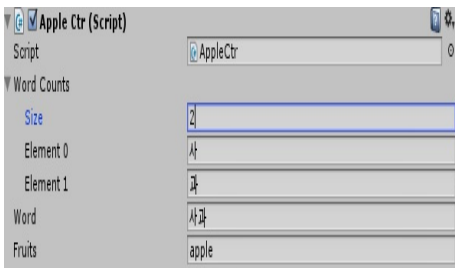 Apple Ctr (Script)
Script AppleCtr
Word Counts
Size 2
Element 0 사
Element 1 과
Word 사과
Fruits apple